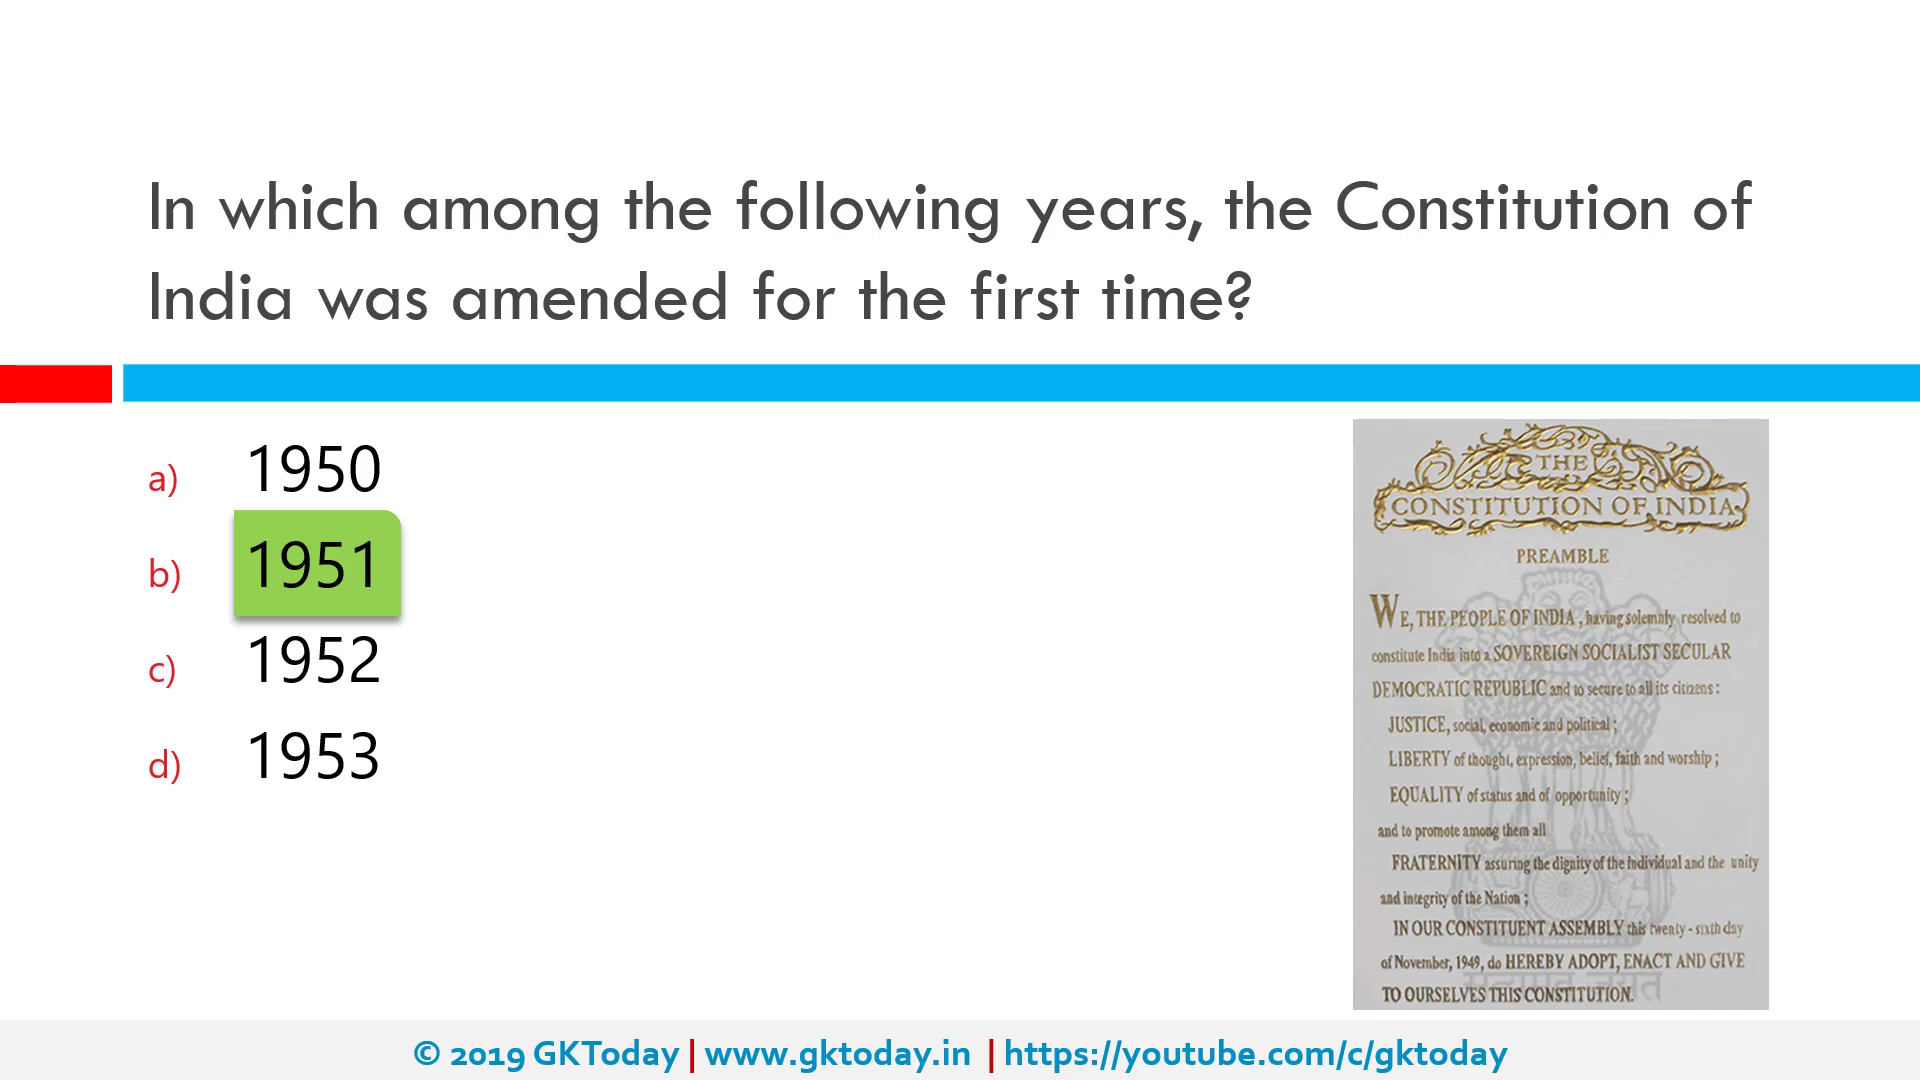 In which among the following years, the Constitution of
India was amended for the first time?
a) 1950
b) 1951
c) 1952
d) 1953
THE
CONSTITUTION OF INDIA
PREAMBLE
WE, THE PEOPLE OF INDIA, having solemnly resolved to
constitute India into a SOVEREIGN SOCIALIST SECULAR
DEMOCRATIC REPUBLIC and to secure to all its citizens :
JUSTICE, social, economic and political ;
LIBERTY of thought, expression, belief, faith and worship ;
EQUALITY of status and of opportunity ;
and to promote among them all
FRATERNITY assuring the dignity of the individual and the unity
and integrity of the Nation ;
IN OUR CONSTITUENT ASSEMBLY this twenty - sixth day
of November, 1949, do HEREBY ADOPT, ENACT AND GIVE
TO OURSELVES THIS CONSTITUTION.
सत्यमेव जयते
© 2019 GKToday | www.gktoday.in | https://youtube.com/c/gktoday